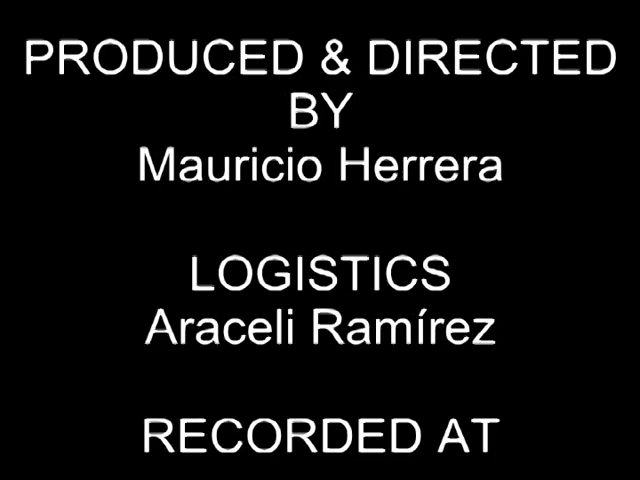 PRODUCED & DIRECTED
BY
Mauricio Herrera
LOGISTICS
Araceli Ramírez
RECORDED AT